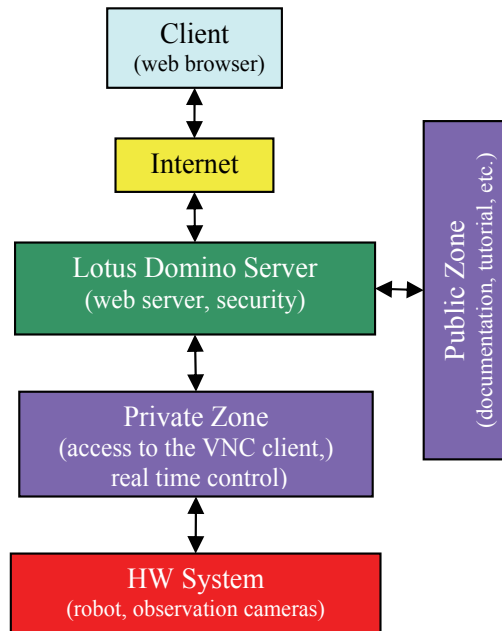 Client
(web browser)
Internet
Lotus Domino Server
(web server, security)
Public Zone
(documentation, tutorial, etc.)
Private Zone
(access to the VNC client,)
real time control)
HW System
(robot, observation cameras)